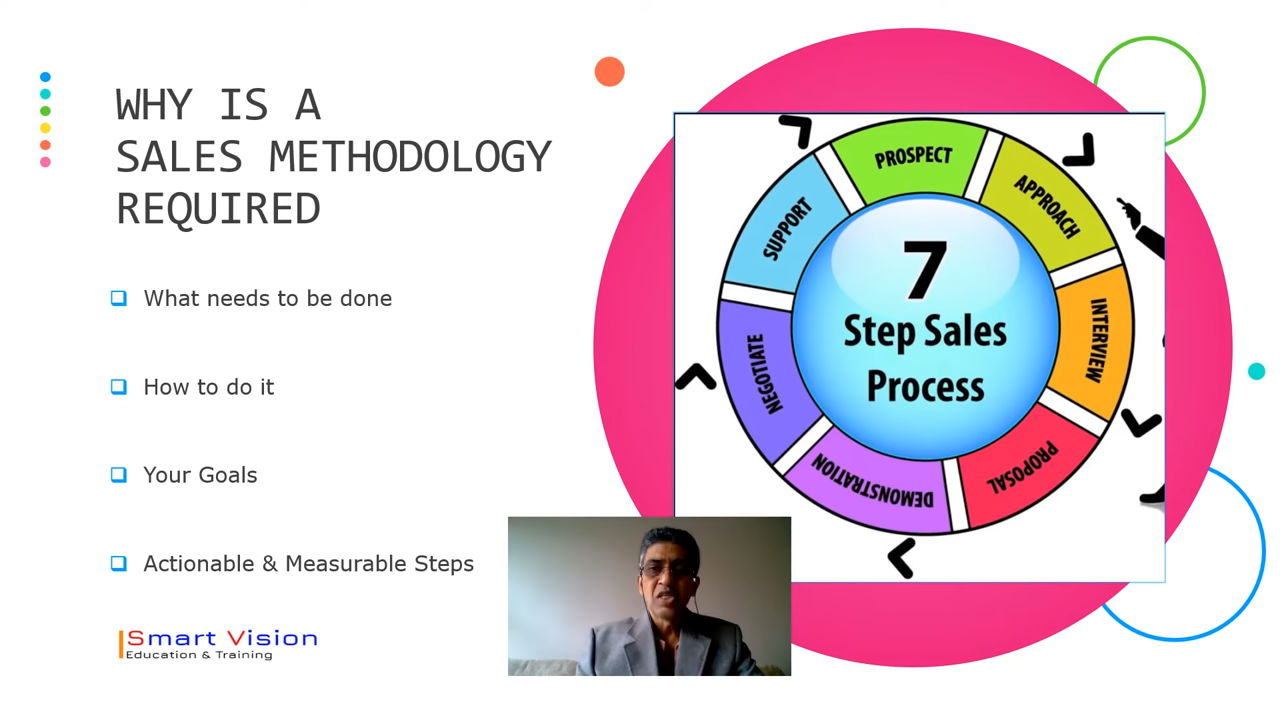 WHY IS A
SALES METHODOLOGY
REQUIRED
What needs to be done
How to do it
Your Goals
Actionable & Measurable Steps
Smart Vision
Education & Training
7
Step Sales
Process
PROSPECT
APPROACH
INTERVIEW
PROPOSAL
DEMONSTRATION
NEGOTIATE
SUPPORT